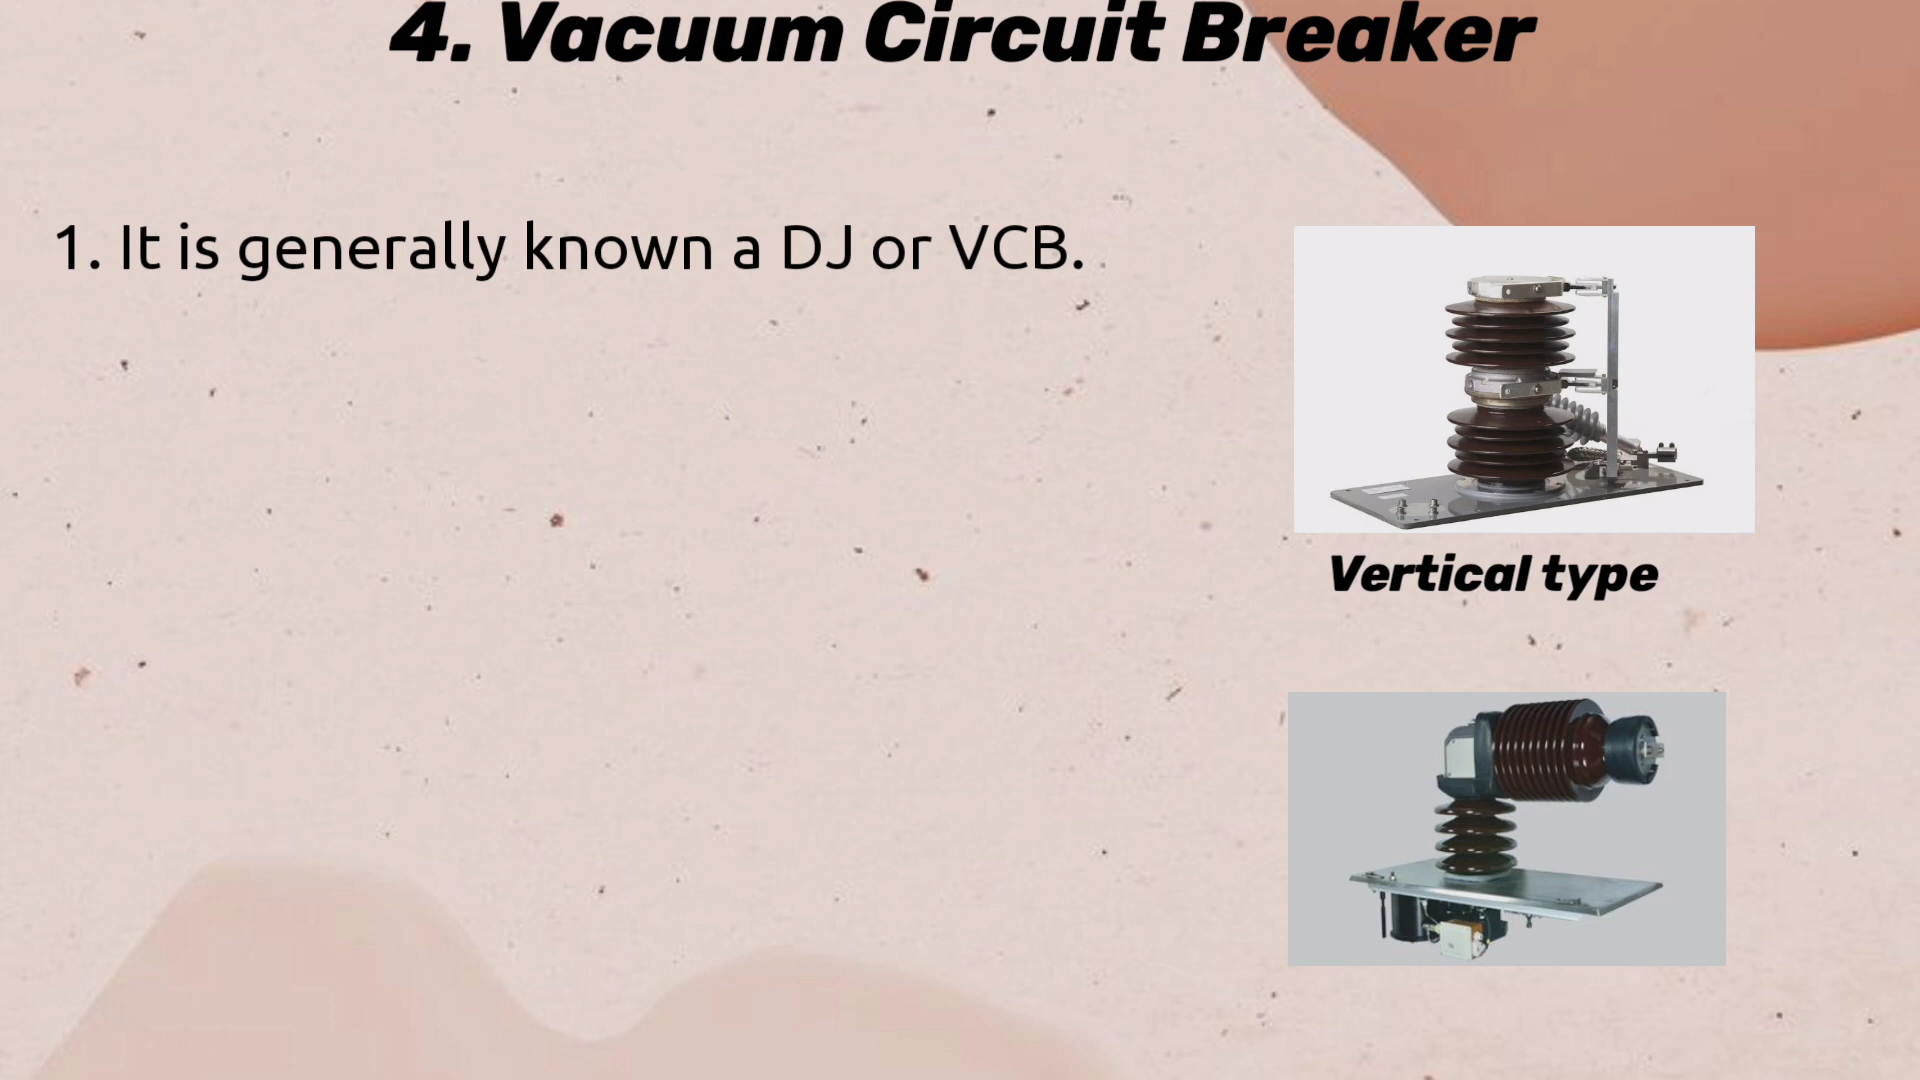 4. Vacuum Circuit Breaker
1. It is generally known a DJ or VCB.
Vertical type